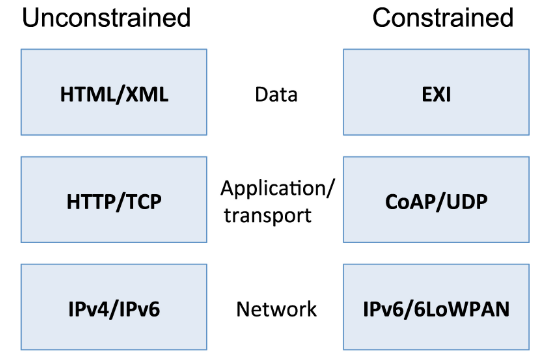 Unconstrained
Constrained
HTML/XML
Data
EXI
HTTP/TCP
Application/
transport
CoAP/UDP
IPv4/IPv6
Network
IPv6/6LoWPAN